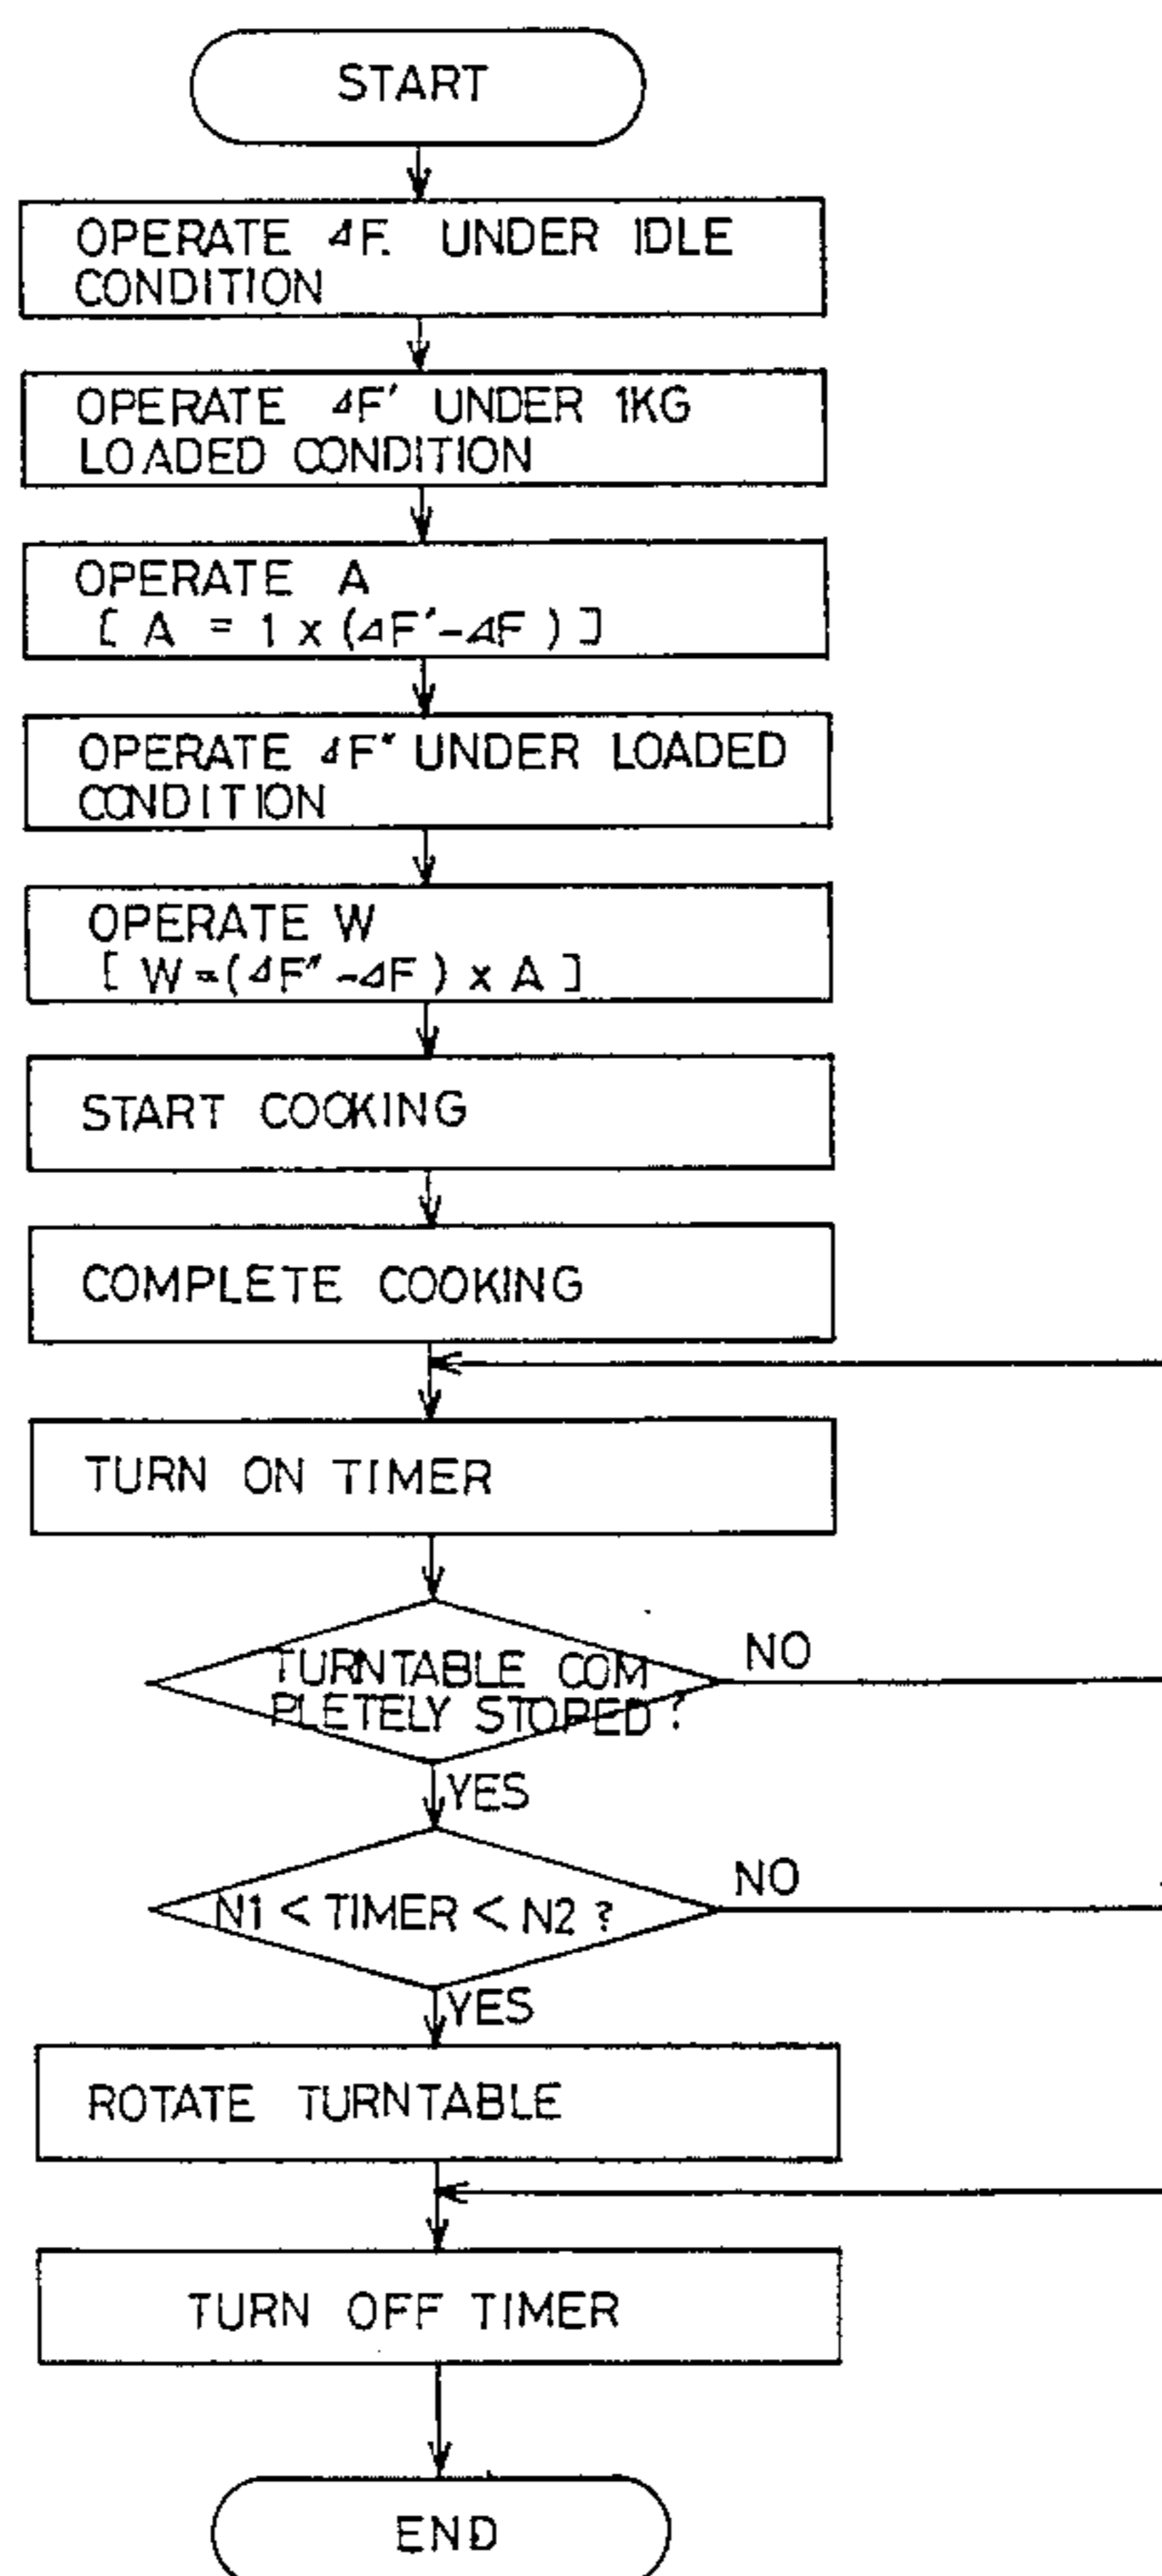 START
OPERATE ⊿F. UNDER IDLE
CONDITION
OPERATE ⊿F' UNDER 1KG
LOADED CONDITION
OPERATE A
[ A = 1 x (⊿F'-⊿F ) ]
OPERATE ⊿F" UNDER LOADED
CONDITION
OPERATE W
[ W=(⊿F"-⊿F ) x A ]
START COOKING
COMPLETE COOKING
TURN ON TIMER
TURNTABLE COM
PLETELY STOPED ?
NO
YES
N1 < TIMER < N2 ?
NO
YES
ROTATE TURNTABLE
TURN OFF TIMER
END